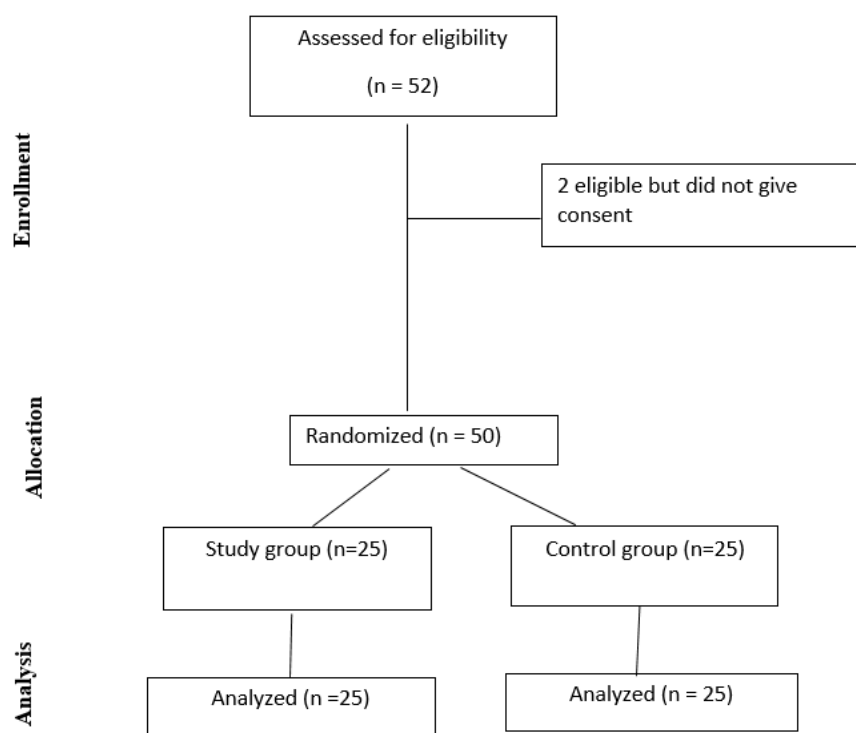 Assessed for eligibility
(n = 52)
Enrollment
2 eligible but did not give
consent
Allocation
Randomized (n = 50)
Study group (n=25)
Control group (n=25)
Analysis
Analyzed (n =25)
Analyzed (n = 25)